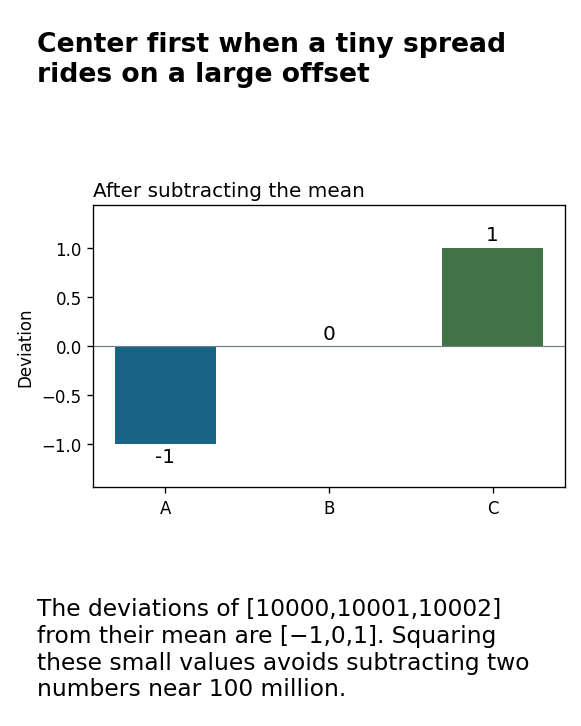 Center first when a tiny spread
rides on a large offset
After subtracting the mean
1.0
0.5
0.0
−0.5
−1.0
Deviation
-1
0
1
A
B
C
The deviations of [10000,10001,10002]
from their mean are [−1,0,1]. Squaring
these small values avoids subtracting two
numbers near 100 million.